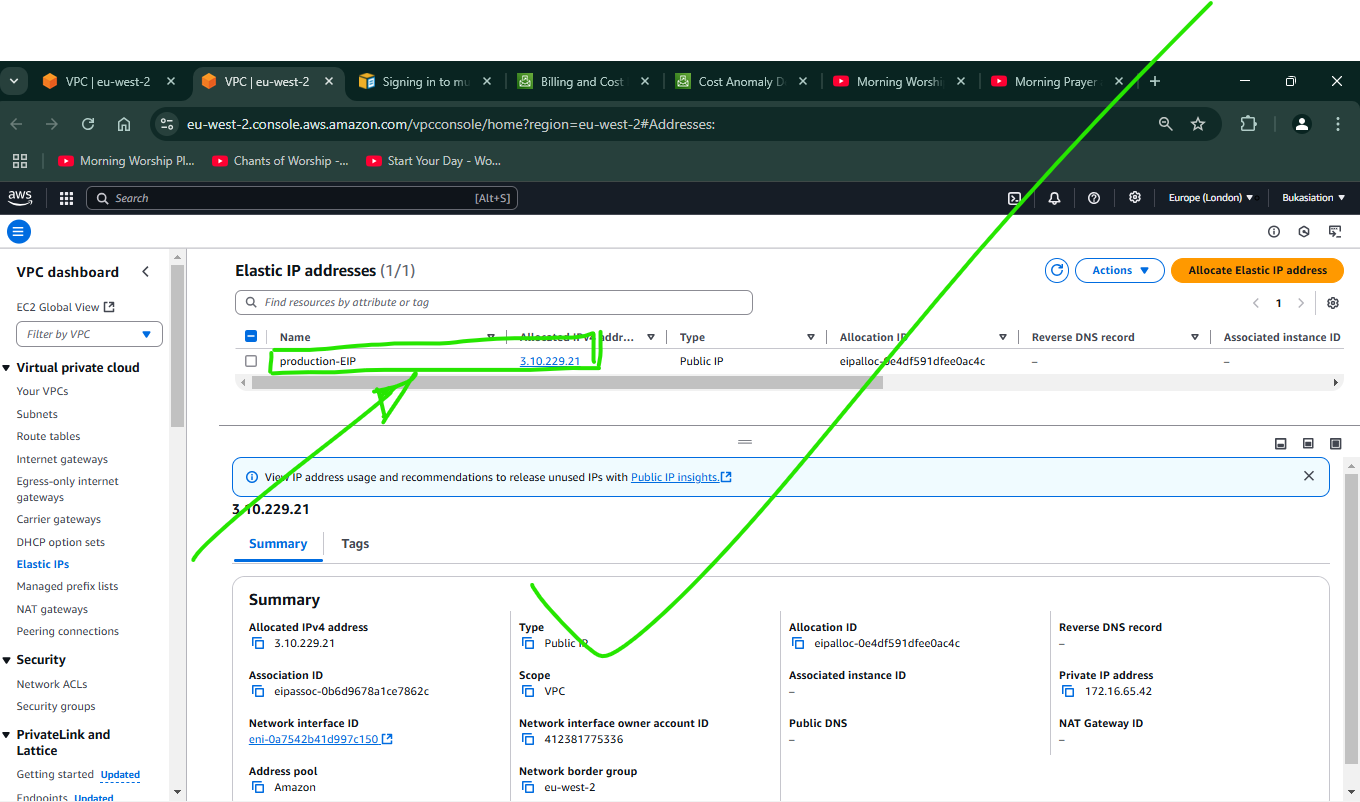 VPC | eu-west-2
VPC | eu-west-2
Signing in to mu
Billing and Cost
Cost Anomaly D
Morning Worshi
Morning Prayer
eu-west-2.console.aws.amazon.com/vpcconsole/home?region=eu-west-2#Addresses:
Morning Worship Pl...
Chants of Worship -...
Start Your Day - Wo...
aws
Search
[Alt+S]
Europe (London)
Bukasiation
VPC dashboard
EC2 Global View
Filter by VPC
Virtual private cloud
Your VPCs
Subnets
Route tables
Internet gateways
Egress-only internet
gateways
Carrier gateways
DHCP option sets
Elastic IPs
Managed prefix lists
NAT gateways
Peering connections
Security
Network ACLs
Security groups
PrivateLink and
Lattice
Getting started Updated
Endpoints Updated
Elastic IP addresses (1/1)
Actions
Allocate Elastic IP address
Find resources by attribute or tag
1
Name
Allocated IPv4 addr...
Type
Allocation ID
Reverse DNS record
Associated instance ID
production-EIP
3.10.229.21
Public IP
eipalloc-0e4df591dfee0ac4c
–
–
View IP address usage and recommendations to release unused IPs with Public IP insights.
3.10.229.21
Summary
Tags
Summary
Allocated IPv4 address
3.10.229.21
Type
Public IP
Allocation ID
eipalloc-0e4df591dfee0ac4c
Reverse DNS record
–
Association ID
eipassoc-0b6d9678a1ce7862c
Scope
VPC
Associated instance ID
–
Private IP address
172.16.65.42
Network interface ID
eni-0a7542b41d997c150
Network interface owner account ID
412381775336
Public DNS
–
NAT Gateway ID
–
Address pool
Amazon
Network border group
eu-west-2